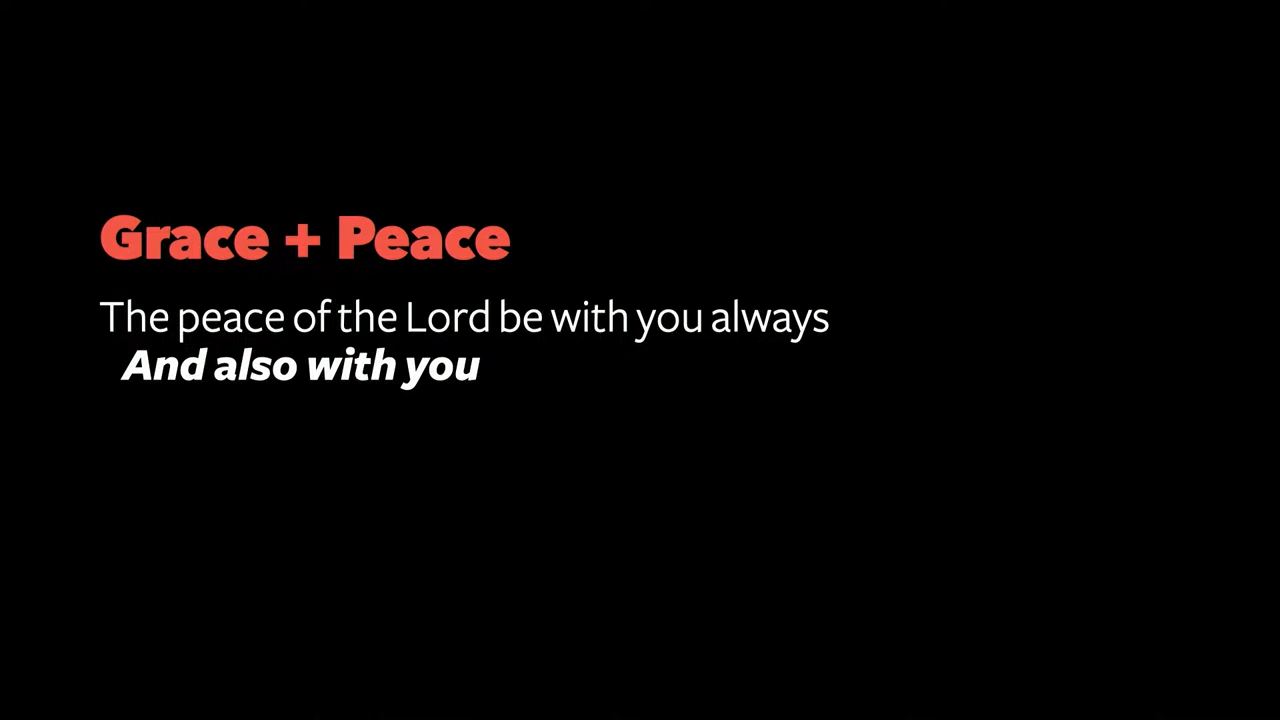 Grace + Peace
The peace of the Lord be with you always
And also with you